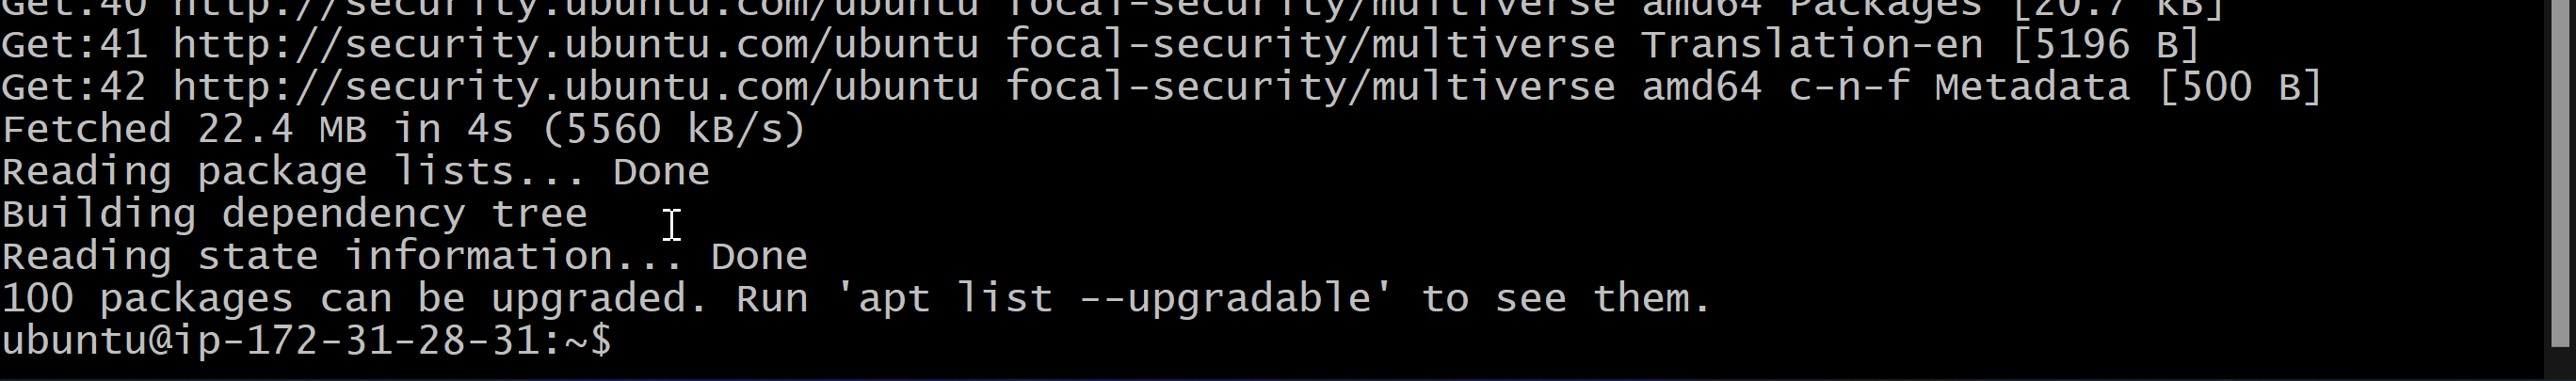 Get:40 http://security.ubuntu.com/ubuntu focal-security/multiverse amd64 Packages [20.7 kB]
Get:41 http://security.ubuntu.com/ubuntu focal-security/multiverse Translation-en [5196 B]
Get:42 http://security.ubuntu.com/ubuntu focal-security/multiverse amd64 c-n-f Metadata [500 B]
Fetched 22.4 MB in 4s (5560 kB/s)
Reading package lists... Done
Building dependency tree
Reading state information... Done
100 packages can be upgraded. Run 'apt list --upgradable' to see them.
ubuntu@ip-172-31-28-31:~$